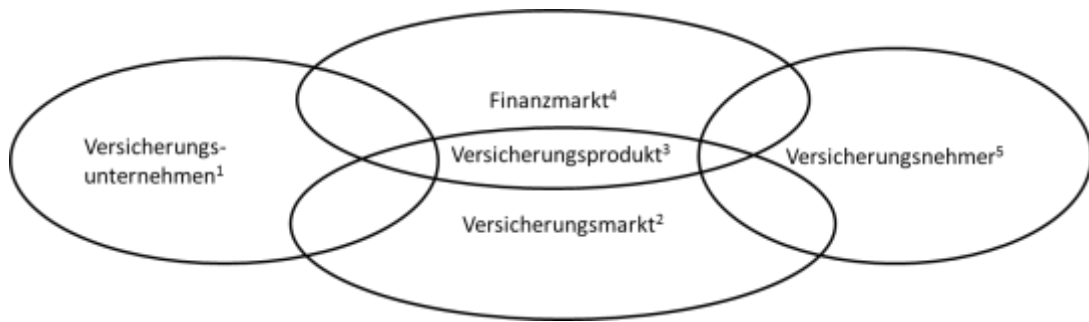 Finanzmarkt⁴
Versicherungs-
unternehmen¹
Versicherungsprodukt³
Versicherungsnehmer⁵
Versicherungsmarkt²